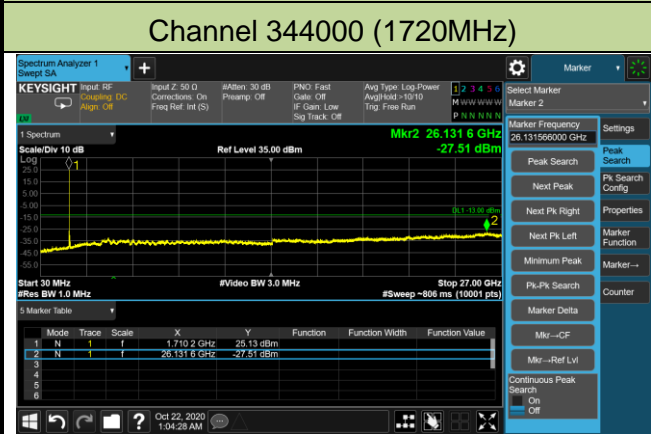 Channel 344000 (1720MHz)
Spectrum Analyzer 1
Swept SA
+
Marker
KEYSIGHT
Input: RF
Coupling: DC
Align: Off
Input Z: 50 Ω
Corrections: On
Freq Ref: Int (S)
#Atten: 30 dB
Preamp: Off
PNO: Fast
Gate: Off
IF Gain: Low
Sig Track: Off
Avg Type: Log-Power
Avg|Hold >10/10
Trig: Free Run
1 2 3 4 5 6
M W W W W W
P N N N N N
LXI
1 Spectrum
Scale/Div 10 dB
Ref Level 35.00 dBm
Mkr2 26.131 6 GHz
-27.51 dBm
Log
25.0
15.0
5.00
-5.00
-15.0
-25.0
-35.0
-45.0
-55.0
1
DL1 -13.00 dBm
2
Start 30 MHz
#Res BW 1.0 MHz
#Video BW 3.0 MHz
Stop 27.00 GHz
#Sweep ~806 ms (10001 pts)
5 Marker Table
Mode Trace Scale X Y Function Function Width Function Value
1 N 1 f 1.710 2 GHz 25.13 dBm
2 N 1 f 26.131 6 GHz -27.51 dBm
3
4
5
6
Select Marker
Marker 2
Marker Frequency
26.131566000 GHz
Peak Search
Next Peak
Next Pk Right
Next Pk Left
Minimum Peak
Pk-Pk Search
Marker Delta
Mkr→CF
Mkr→Ref Lvl
Continuous Peak
Search
On
Off
Settings
Peak
Search
Pk Search
Config
Properties
Marker
Function
Marker→
Counter
?
Oct 22, 2020
1:04:28 AM